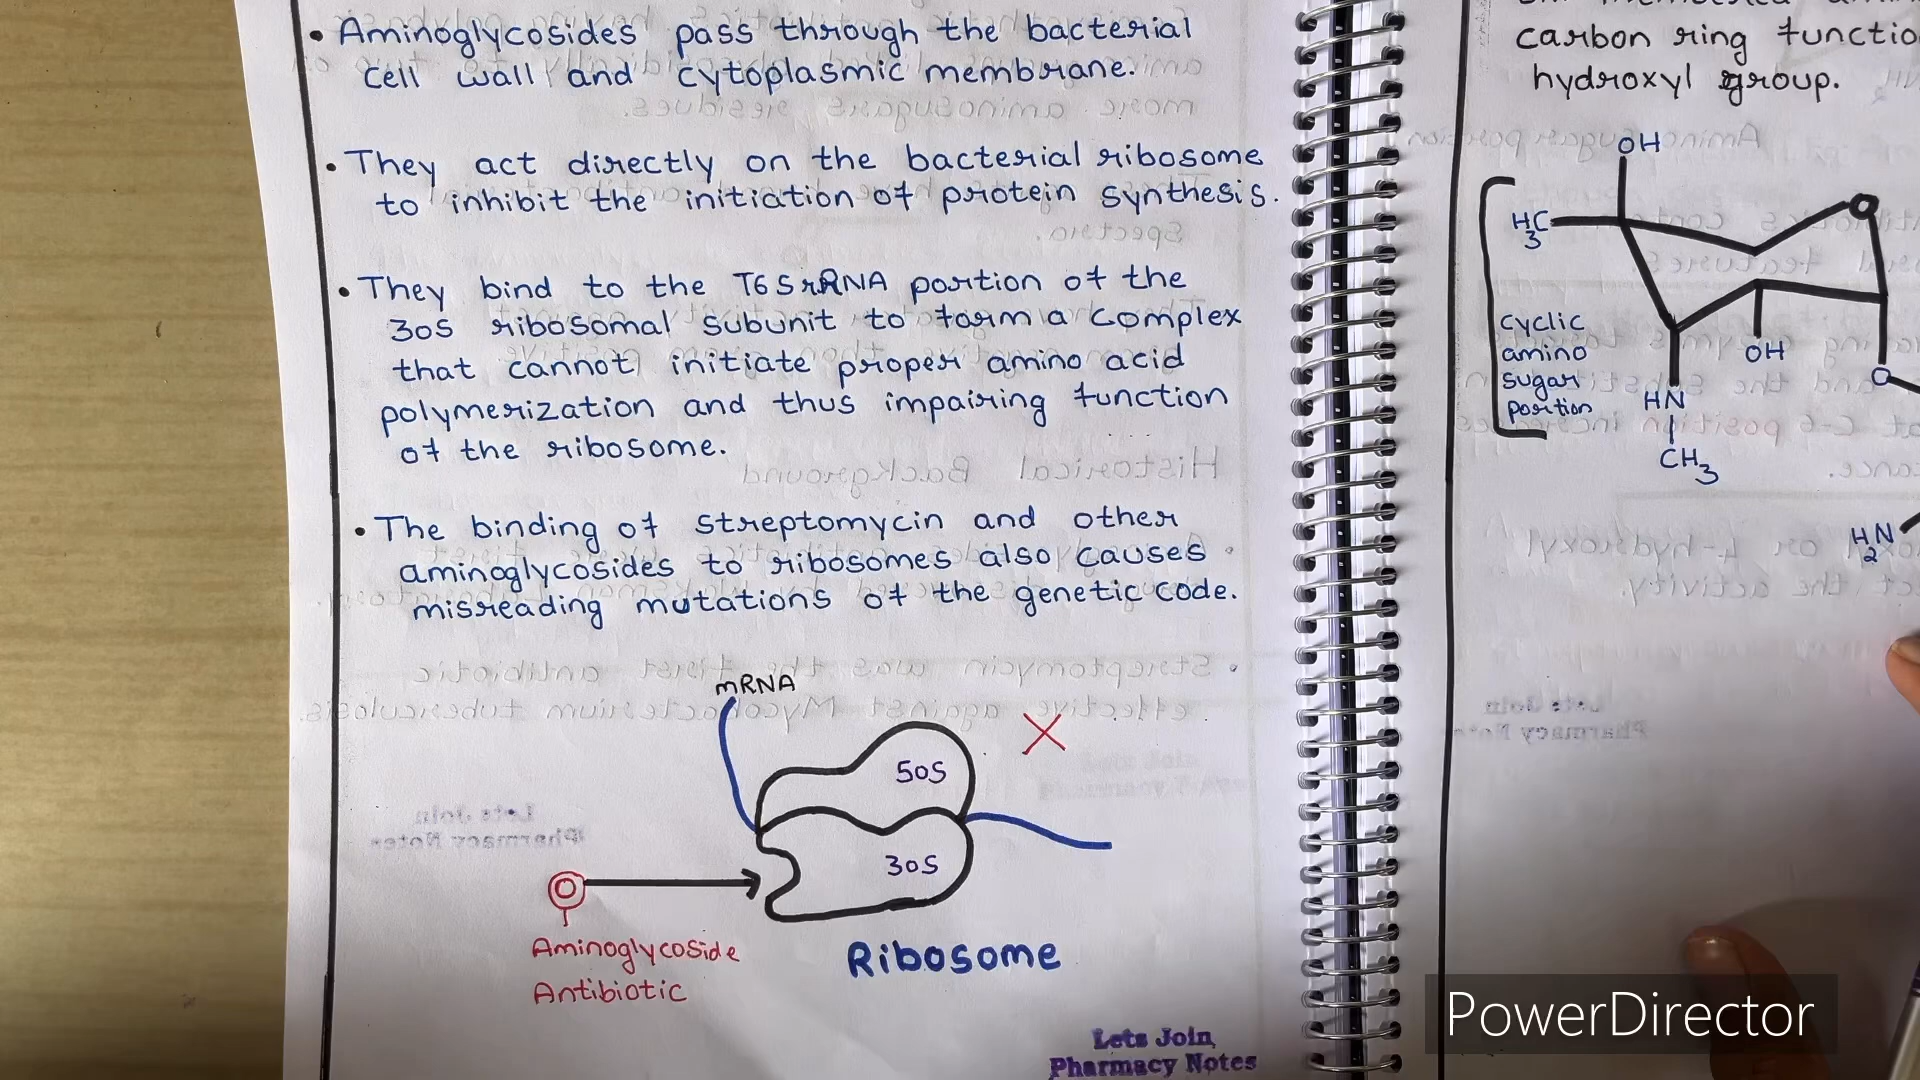 • Aminoglycosides pass through the bacterial
cell wall and cytoplasmic membrane.
• They act directly on the bacterial ribosome
to inhibit the initiation of protein synthesis.
• They bind to the T6SrRNA portion of the
30S ribosomal subunit to form a complex
that cannot initiate proper amino acid
polymerization and thus impairing function
of the ribosome.
• The binding of streptomycin and other
aminoglycosides to ribosomes also causes
misreading mutations of the genetic code.
mRNA
50S
30S
Aminoglycoside
Antibiotic
Ribosome
Lets Join,
Pharmacy Notes
carbon ring functio
hydroxyl group.
OH
H3C
O
cyclic
amino
sugar
portion
OH
HN
CH3
O
H2N
PowerDirector